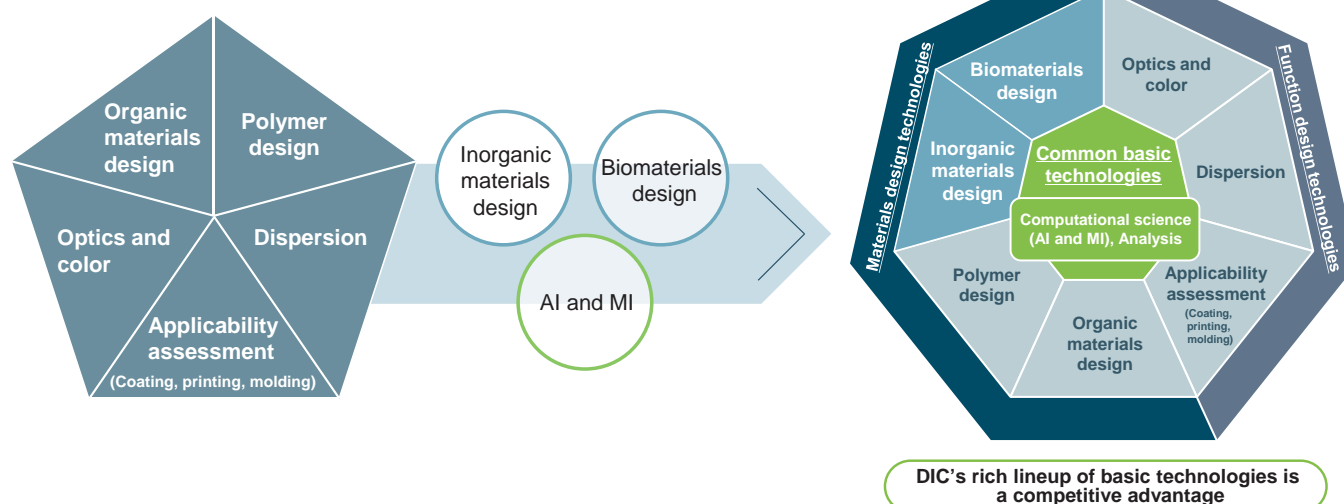 Organic
materials
design
Polymer
design
Optics and
color
Dispersion
Applicability
assessment
(Coating, printing, molding)
Inorganic
materials
design
Biomaterials
design
AI and MI
Materials design technologies
Function design technologies
Biomaterials
design
Optics and
color
Inorganic
materials
design
Common basic
technologies
Dispersion
Computational science
(AI and MI), Analysis
Polymer
design
Organic
materials
design
Applicability
assessment
(Coating,
printing,
molding)
DIC's rich lineup of basic technologies is
a competitive advantage